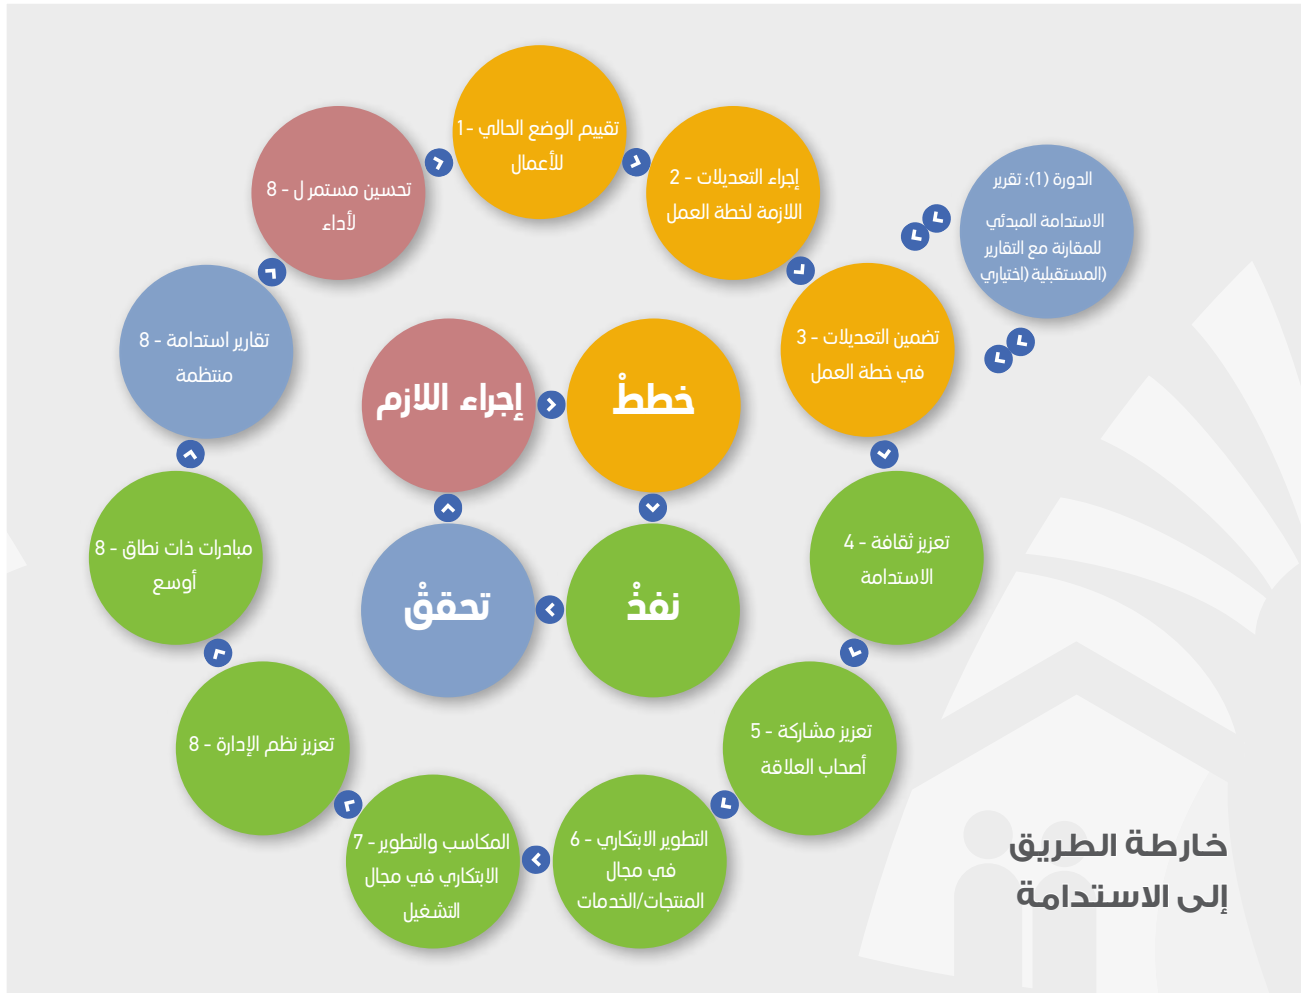 1- تقييم الوضع الحالي
للأعمال
2 - إجراء التعديلات
اللازمة لخطة العمل
الدورة (1): تقرير
الاستدامة المبدئي
للمقارنة مع التقارير
المستقبلية (اختياري)
3 - تضمين التعديلات
في خطة العمل
4 - تعزيز ثقافة
الاستدامة
5 - تعزيز مشاركة
أصحاب العلاقة
6 - التطوير الابتكاري
في مجال
المنتجات/الخدمات
7 - المكاسب والتطوير
الابتكاري في مجال
التشغيل
8 - تعزيز نظم الإدارة
8 - مبادرات ذات نطاق
أوسع
8 - تقارير استدامة
منتظمة
8 - تحسين مستمر ل
لأداء
خططْ
نفذْ
تحققْ
إجراء اللازم
خارطة الطريق
إلى الاستدامة